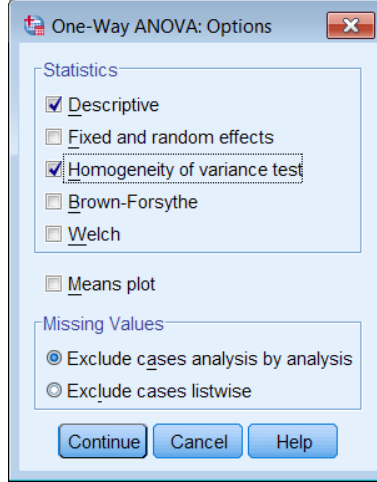 One-Way ANOVA: Options
Statistics
Descriptive
Fixed and random effects
Homogeneity of variance test
Brown-Forsythe
Welch
Means plot
Missing Values
Exclude cases analysis by analysis
Exclude cases listwise
Continue Cancel Help